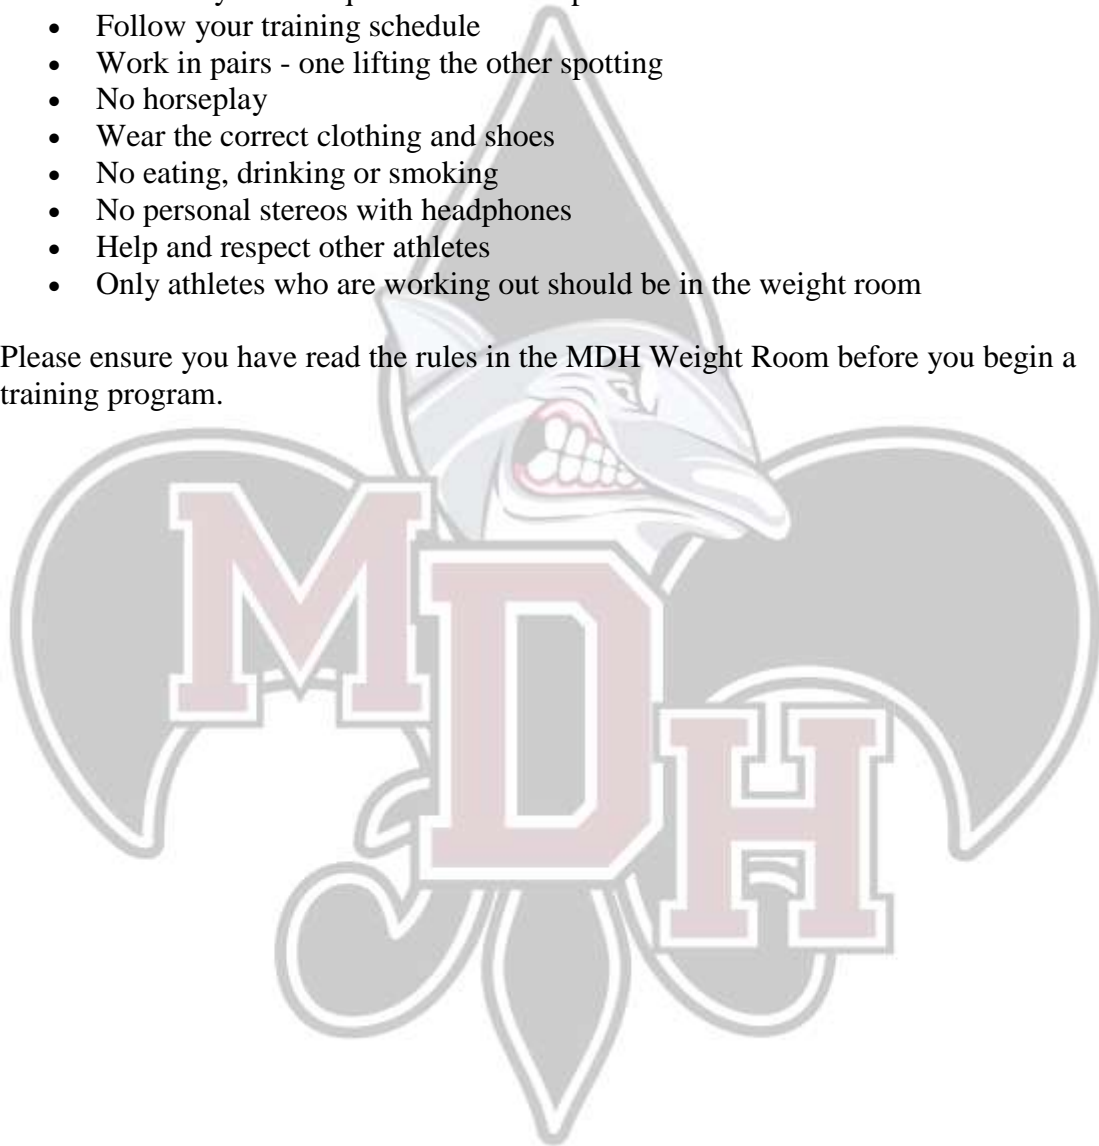 • Follow your training schedule
• Work in pairs - one lifting the other spotting
• No horseplay
• Wear the correct clothing and shoes
• No eating, drinking or smoking
• No personal stereos with headphones
• Help and respect other athletes
• Only athletes who are working out should be in the weight room
Please ensure you have read the rules in the MDH Weight Room before you begin a
training program.
MDH